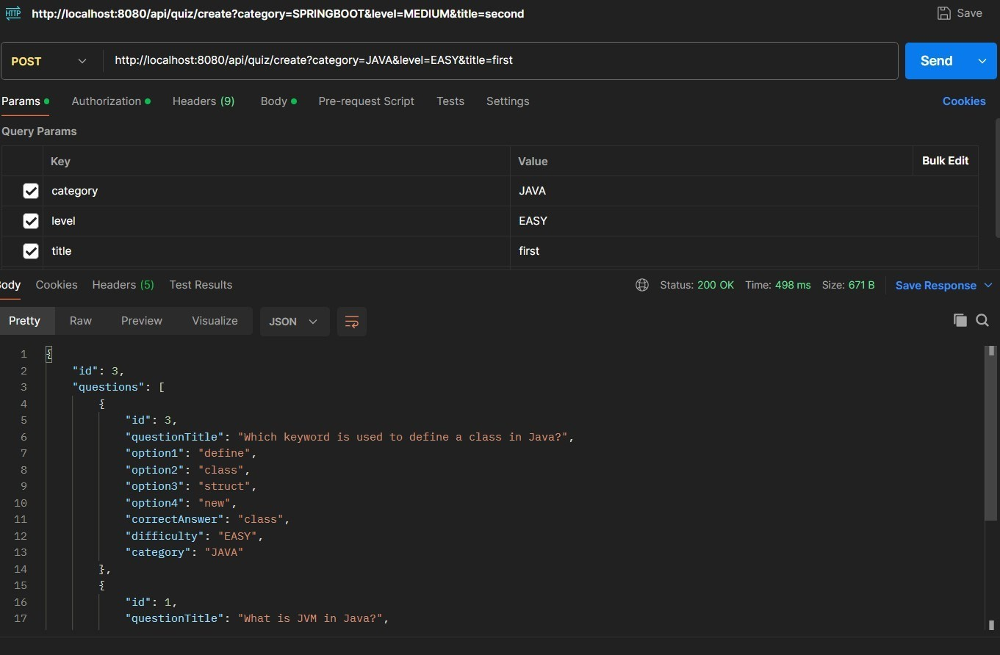 HTTP http://localhost:8080/api/quiz/create?category=SPRINGBOOT&level=MEDIUM&title=second Save
POST http://localhost:8080/api/quiz/create?category=JAVA&level=EASY&title=first Send
Params Authorization Headers (9) Body Pre-request Script Tests Settings Cookies
Query Params
Key Value Bulk Edit
category JAVA
level EASY
title first
Body Cookies Headers (5) Test Results Status: 200 OK Time: 498 ms Size: 671 B Save Response
Pretty Raw Preview Visualize JSON
1 {
2 "id": 3,
3 "questions": [
4 {
5 "id": 3,
6 "questionTitle": "Which keyword is used to define a class in Java?",
7 "option1": "define",
8 "option2": "class",
9 "option3": "struct",
10 "option4": "new",
11 "correctAnswer": "class",
12 "difficulty": "EASY",
13 "category": "JAVA"
14 },
15 {
16 "id": 1,
17 "questionTitle": "What is JVM in Java?",